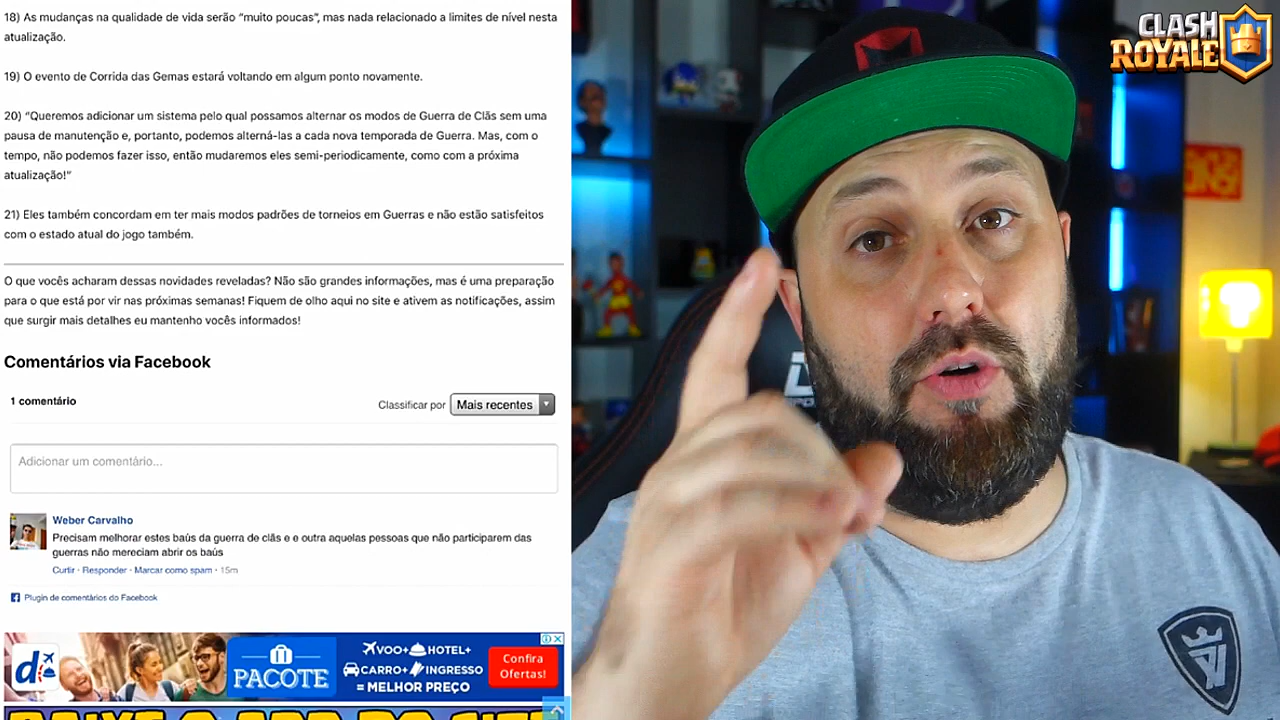 18) As mudanças na qualidade de vida serão “muito poucas”, mas nada relacionado a limites de nível nesta
atualização.
19) O evento de Corrida das Gemas estará voltando em algum ponto novamente.
20) “Queremos adicionar um sistema pelo qual possamos alternar os modos de Guerra de Clãs sem uma
pausa de manutenção e, portanto, podemos alterná-las a cada nova temporada de Guerra. Mas, com o
tempo, não podemos fazer isso, então mudaremos eles semi-periodicamente, como com a próxima
atualização!”
21) Eles também concordam em ter mais modos padrões de torneios em Guerras e não estão satisfeitos
com o estado atual do jogo também.
O que vocês acharam dessas novidades reveladas? Não são grandes informações, mas é uma preparação
para o que está por vir nas próximas semanas! Fiquem de olho aqui no site e ativem as notificações, assim
que surgir mais detalhes eu mantenho vocês informados!
Comentários via Facebook
1 comentário
Classificar por Mais recentes
Adicionar um comentário...
Weber Carvalho
Precisam melhorar estes baús da guerra de clãs e e outra aquelas pessoas que não participarem das
guerras não mereciam abrir os baús
Curtir · Responder · Marcar como spam · 15m
Plugin de comentários do Facebook
d
PACOTE
VOO+ HOTEL+
CARRO+ INGRESSO
= MELHOR PREÇO
Confira
Ofertas!
CLASH
ROYALE